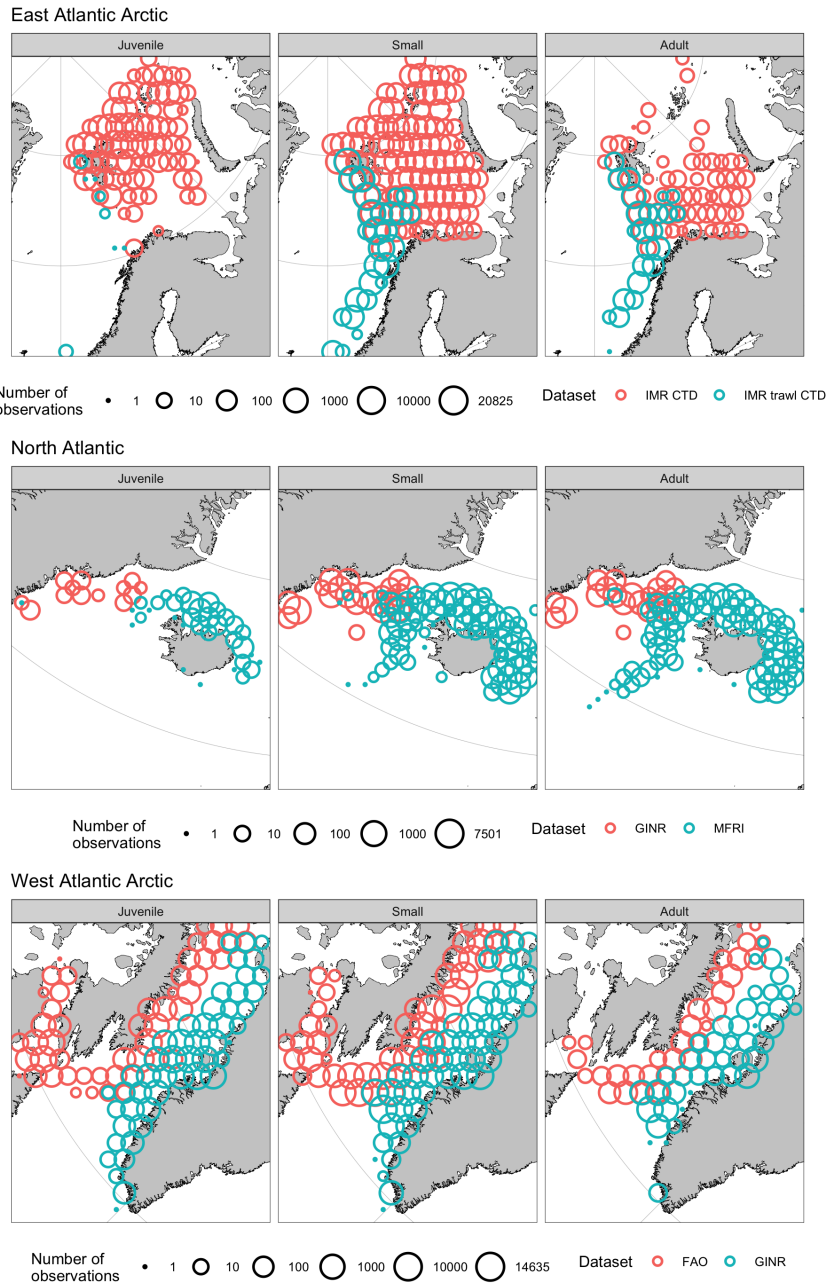 East Atlantic Arctic
Juvenile Small Adult
Number of
observations
1 10 100 1000 10000 20825 Dataset IMR CTD IMR trawl CTD
North Atlantic
Juvenile Small Adult
Number of
observations
1 10 100 1000 7501 Dataset GINR MFRI
West Atlantic Arctic
Juvenile Small Adult
Number of
observations
1 10 100 1000 10000 14635 Dataset FAO GINR